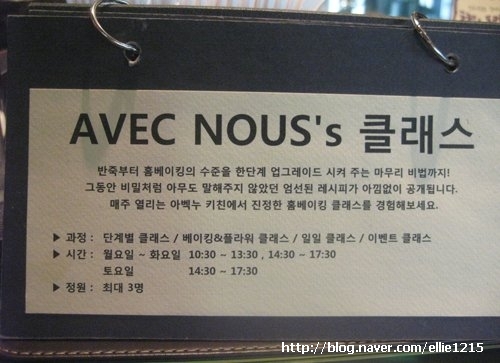 AVEC NOUS's 클래스
반죽부터 홈베이킹의 수준을 한단계 업그레이드 시켜 주는 마무리 비법까지!
그동안 비밀처럼 아무도 말해주지 않았던 엄선된 레시피가 아낌없이 공개됩니다.
매주 열리는 아벡누 키친에서 진정한 홈베이킹 클래스를 경험해보세요.
▶ 과정 : 단계별 클래스 / 베이킹&플라워 클래스 / 일일 클래스 / 이벤트 클래스
▶ 시간 : 월요일 ~ 화요일 10:30 ~ 13:30 , 14:30 ~ 17:30
토요일 14:30 ~ 17:30
▶ 정원 : 최대 3명
http://blog.naver.com/ellie1215